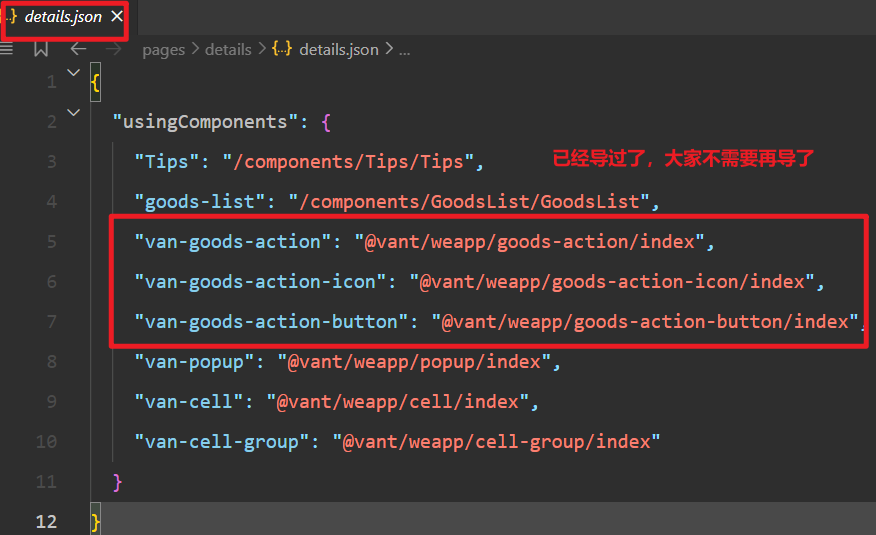 {..} details.json ×
pages > details > {..} details.json > ...
1 {
2 "usingComponents": {
3 "Tips": "/components/Tips/Tips",
已经导过了，大家不需要再导了
4 "goods-list": "/components/GoodsList/GoodsList",
5 "van-goods-action": "@vant/weapp/goods-action/index",
6 "van-goods-action-icon": "@vant/weapp/goods-action-icon/index",
7 "van-goods-action-button": "@vant/weapp/goods-action-button/index",
8 "van-popup": "@vant/weapp/popup/index",
9 "van-cell": "@vant/weapp/cell/index",
10 "van-cell-group": "@vant/weapp/cell-group/index"
11 }
12 }